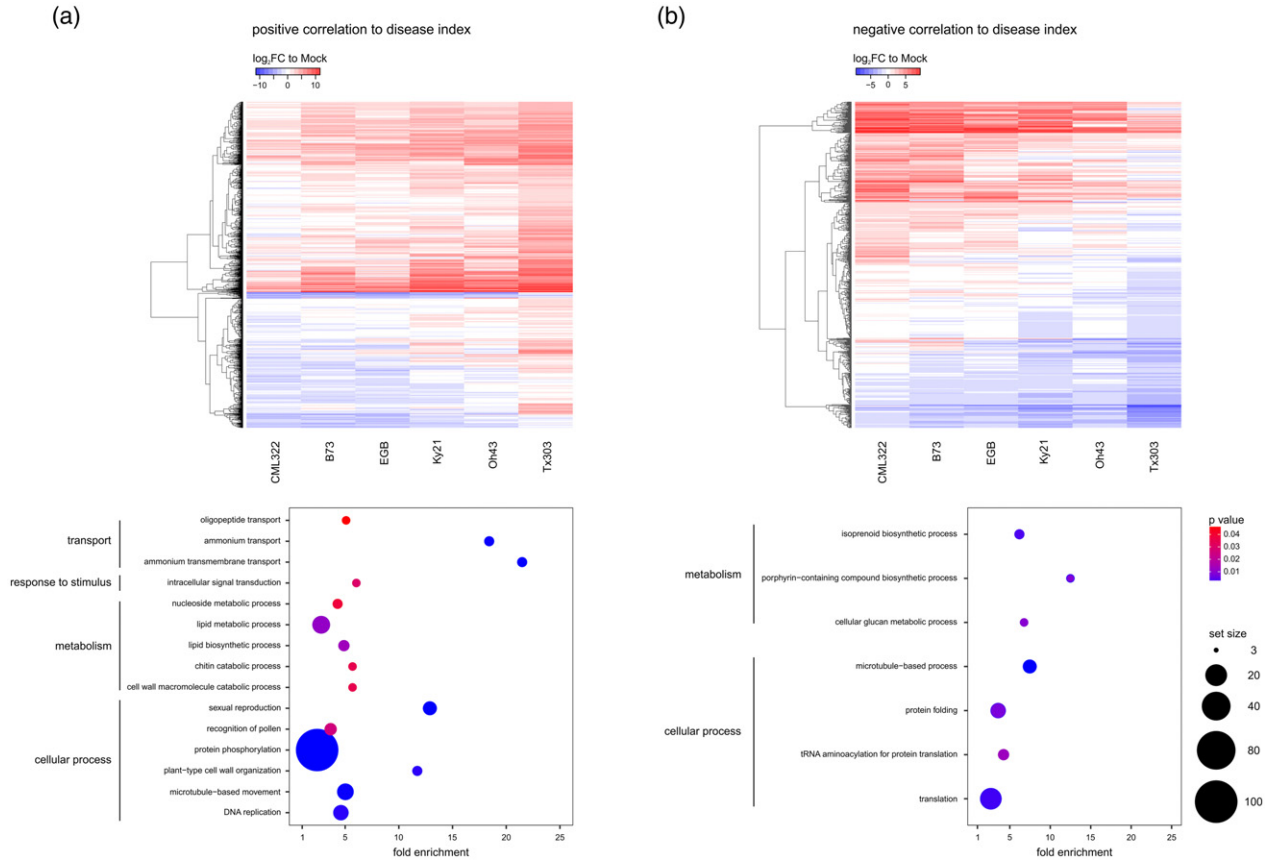 (a)
positive correlation to disease index
log₂FC to Mock
−10 0 10
CML322
B73
EGB
Ky21
Oh43
Tx303
transport
response to stimulus
metabolism
cellular process
oligopeptide transport
ammonium transport
ammonium transmembrane transport
intracellular signal transduction
nucleoside metabolic process
lipid metabolic process
lipid biosynthetic process
chitin catabolic process
cell wall macromolecule catabolic process
sexual reproduction
recognition of pollen
protein phosphorylation
plant-type cell wall organization
microtubule-based movement
DNA replication
1 5 10 15 20 25
fold enrichment
(b)
negative correlation to disease index
log₂FC to Mock
−5 0 5
CML322
B73
EGB
Ky21
Oh43
Tx303
metabolism
cellular process
isoprenoid biosynthetic process
porphyrin-containing compound biosynthetic process
cellular glucan metabolic process
microtubule-based process
protein folding
tRNA aminoacylation for protein translation
translation
1 5 10 15 20 25
fold enrichment
p value
0.04
0.03
0.02
0.01
set size
3
20
40
80
100